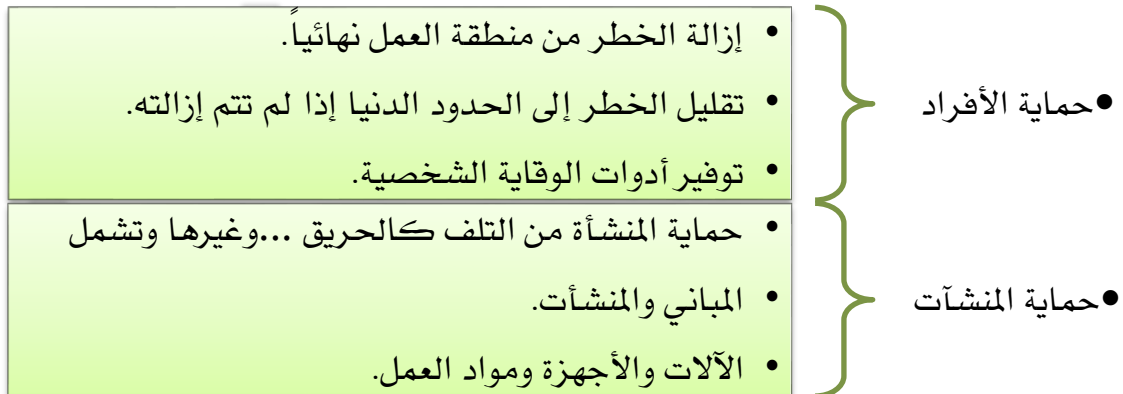 •حماية الأفراد
• إزالة الخطر من منطقة العمل نهائياً.
• تقليل الخطر إلى الحدود الدنيا إذا لم تتم إزالته.
• توفير أدوات الوقاية الشخصية.
•حماية المنشآت
• حماية المنشأة من التلف كالحريق ...وغيرها وتشمل
• المباني والمنشأت.
• الآلات والأجهزة ومواد العمل.